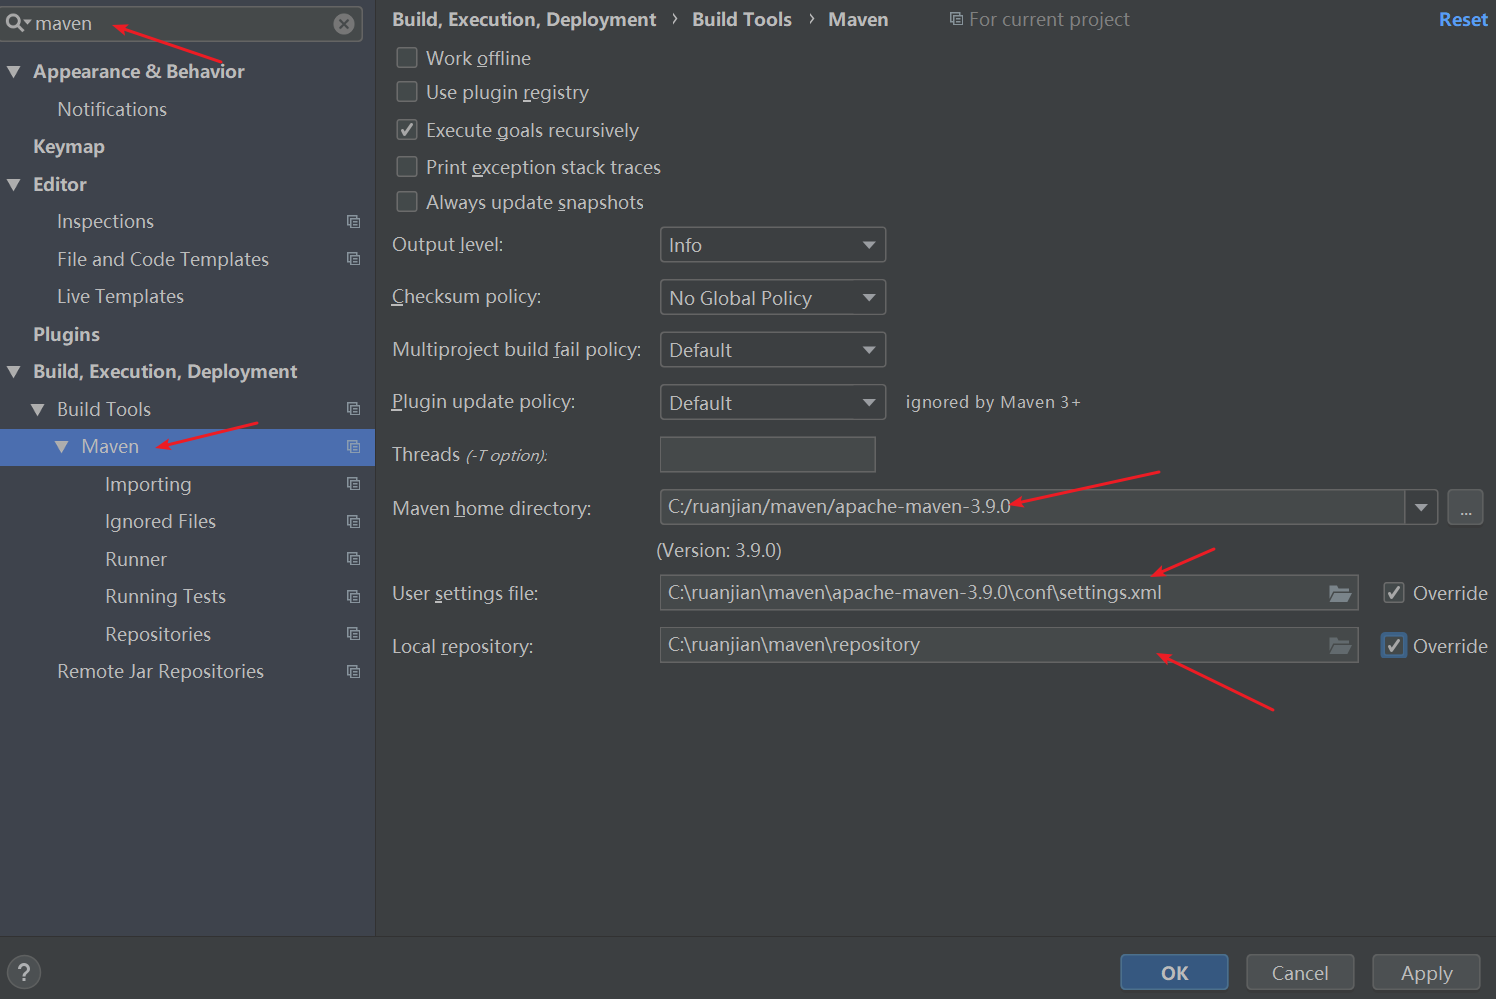 maven
Appearance & Behavior
Notifications
Keymap
Editor
Inspections
File and Code Templates
Live Templates
Plugins
Build, Execution, Deployment
Build Tools
Maven
Importing
Ignored Files
Runner
Running Tests
Repositories
Remote Jar Repositories
Build, Execution, Deployment › Build Tools › Maven For current project Reset
Work offline
Use plugin registry
Execute goals recursively
Print exception stack traces
Always update snapshots
Output level: Info
Checksum policy: No Global Policy
Multiproject build fail policy: Default
Plugin update policy: Default ignored by Maven 3+
Threads (-T option):
Maven home directory: C:/ruanjian/maven/apache-maven-3.9.0 ...
(Version: 3.9.0)
User settings file: C:\ruanjian\maven\apache-maven-3.9.0\conf\settings.xml Override
Local repository: C:\ruanjian\maven\repository Override
? OK Cancel Apply